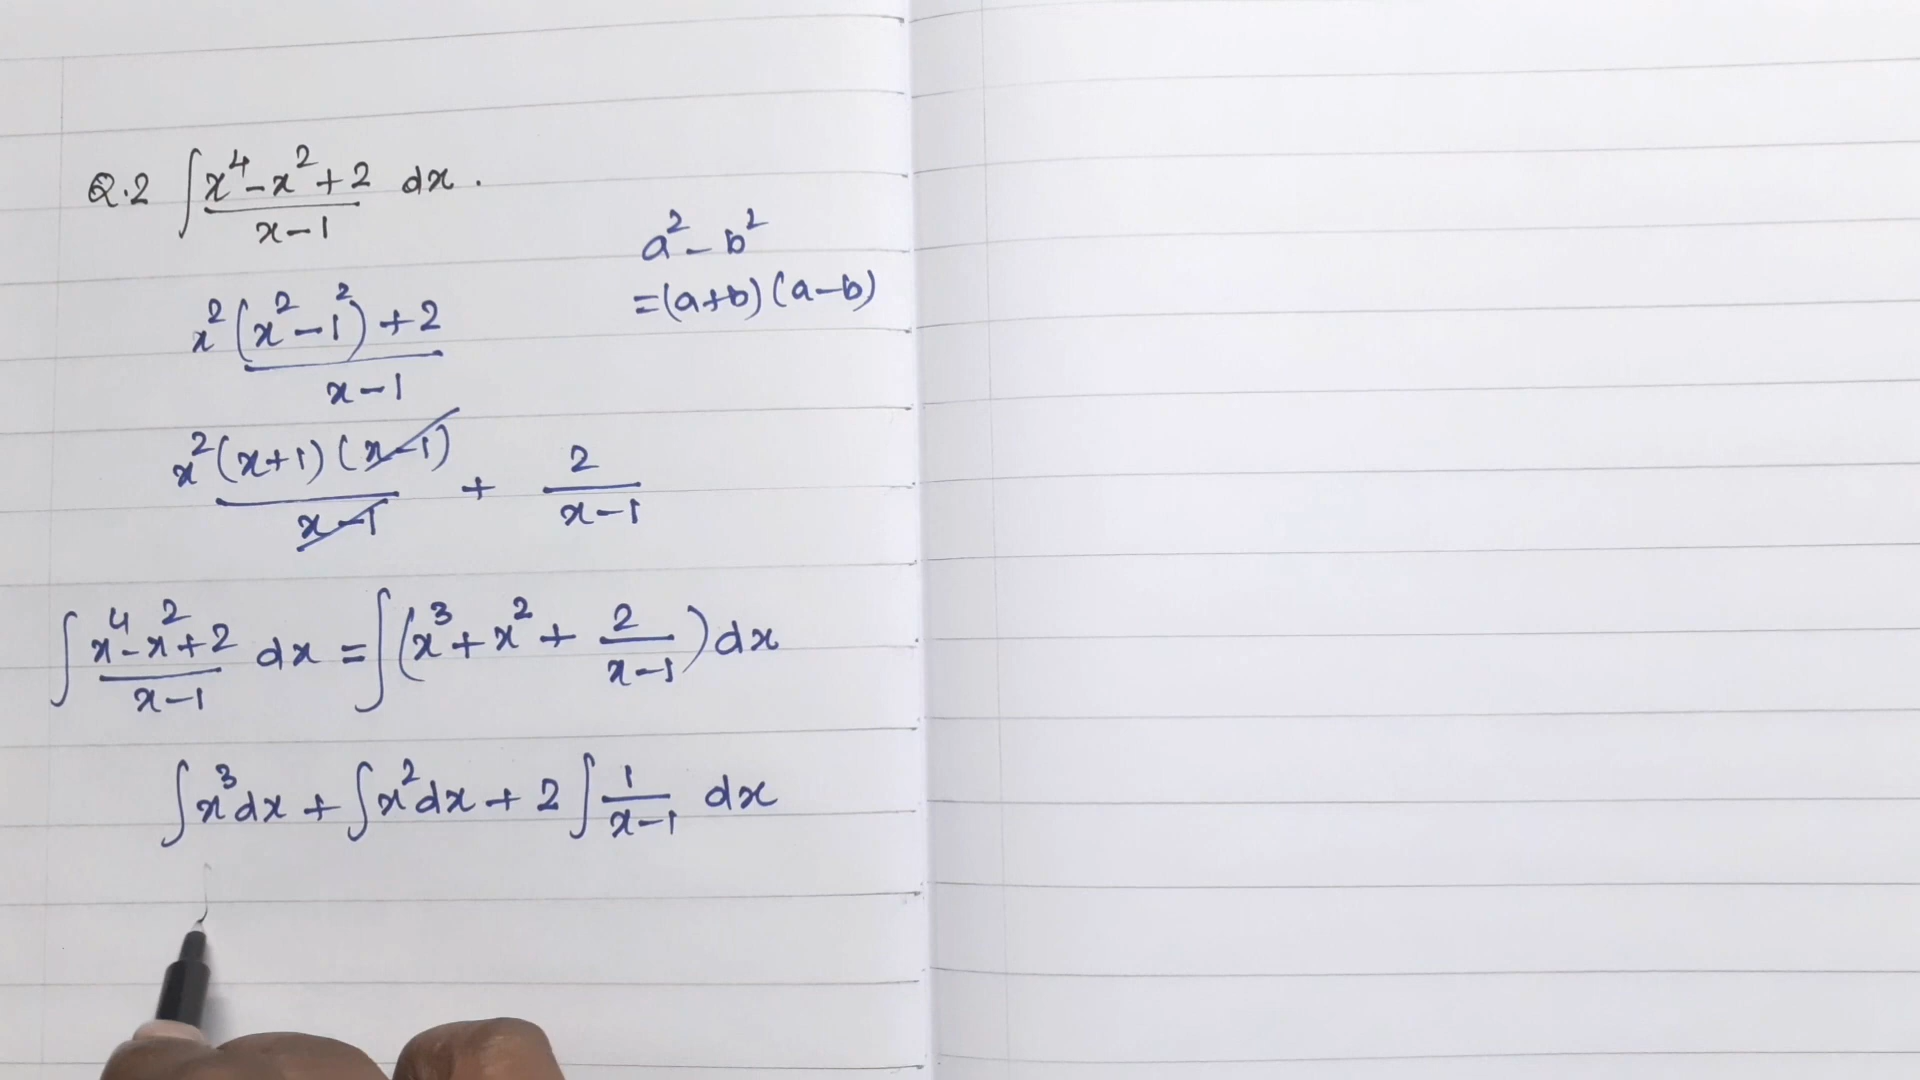 Q.2 ∫ x⁴-x²+2 / x-1 dx.
a²-b²
=(a+b)(a-b)
x²(x²-1²)+2 / x-1
x²(x+1)(x-1) / x-1 + 2 / x-1
∫ x⁴-x²+2 / x-1 dx = ∫(x³+x²+ 2 / x-1)dx
∫x³dx + ∫x²dx + 2∫ 1 / x-1 dx